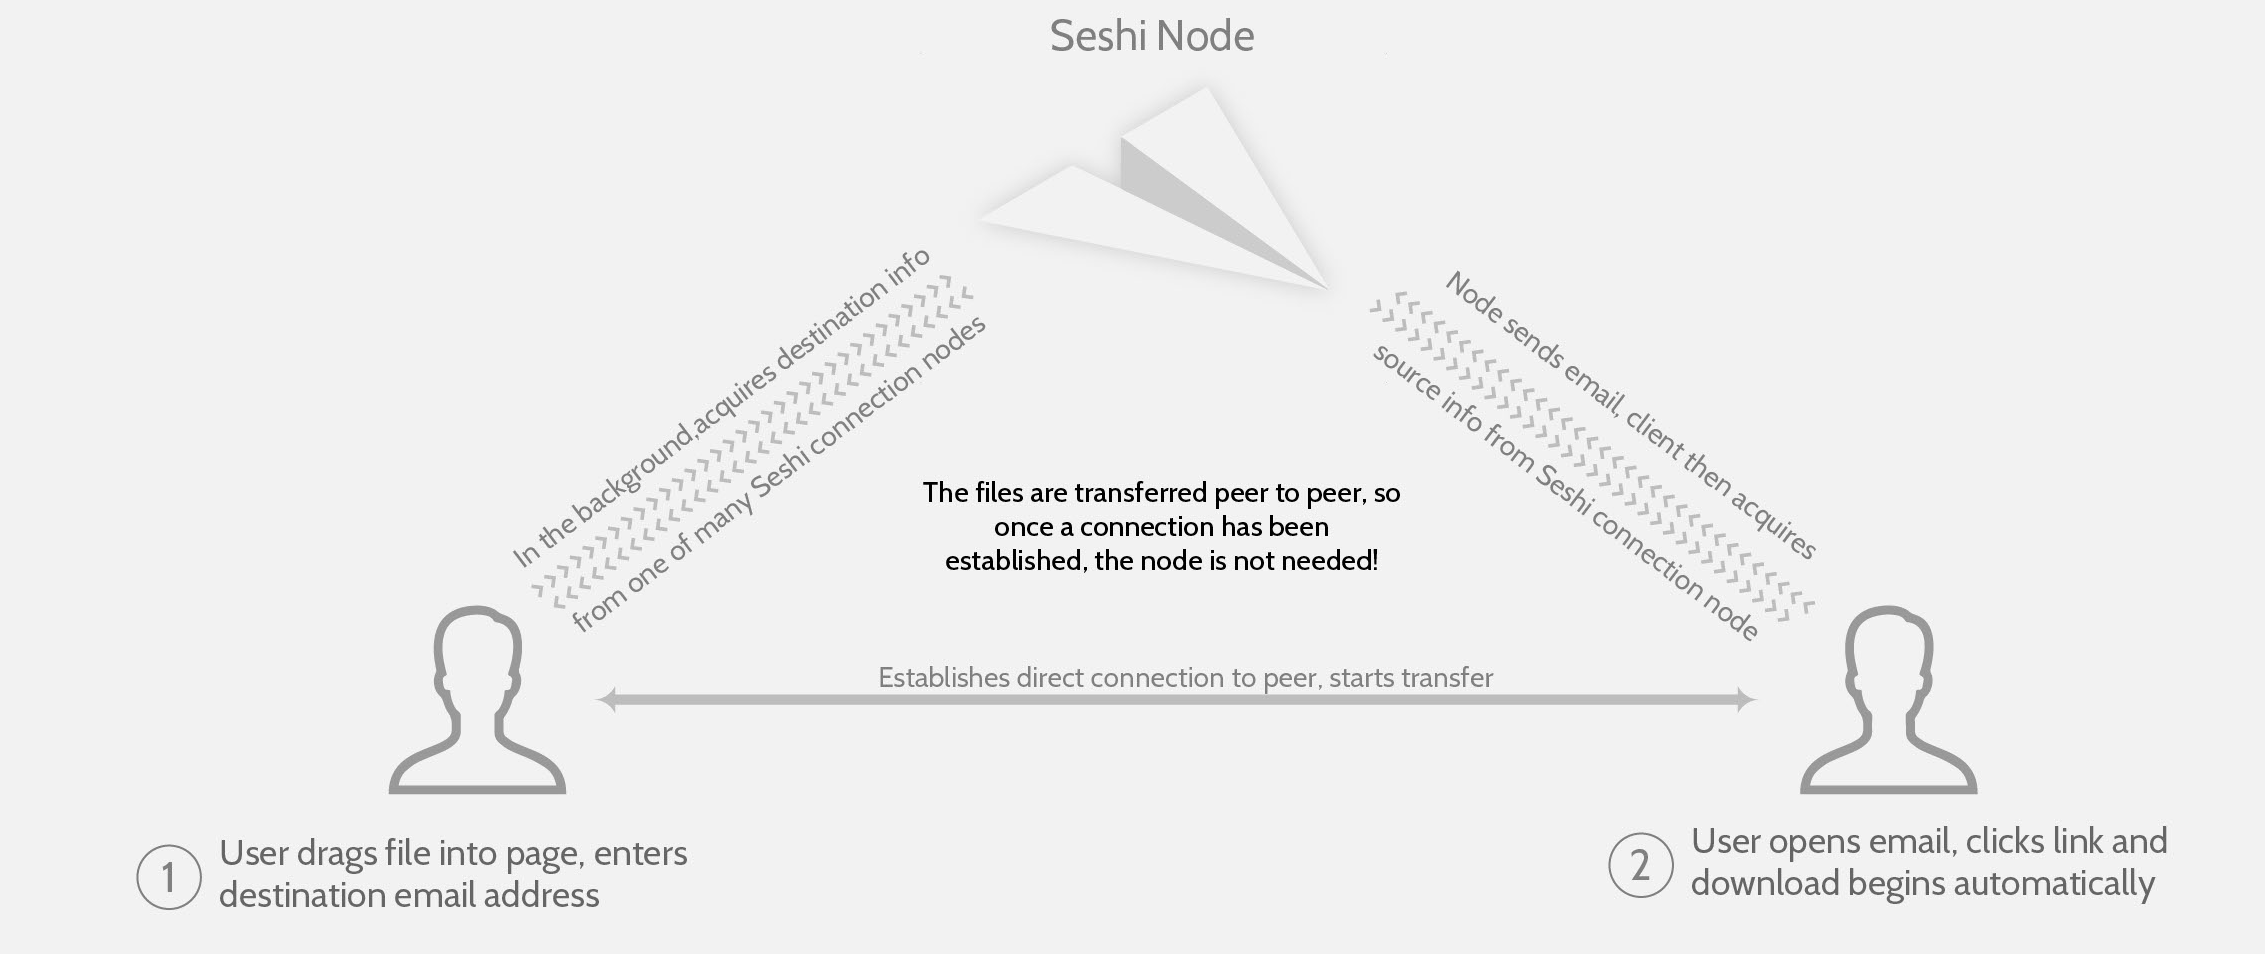 Seshi Node
In the background,acquires destination info
from one of many Seshi connection nodes
Node sends email, client then acquires
source info from Seshi connection node
The files are transferred peer to peer, so
once a connection has been
established, the node is not needed!
Establishes direct connection to peer, starts transfer
1
User drags file into page, enters
destination email address
2
User opens email, clicks link and
download begins automatically